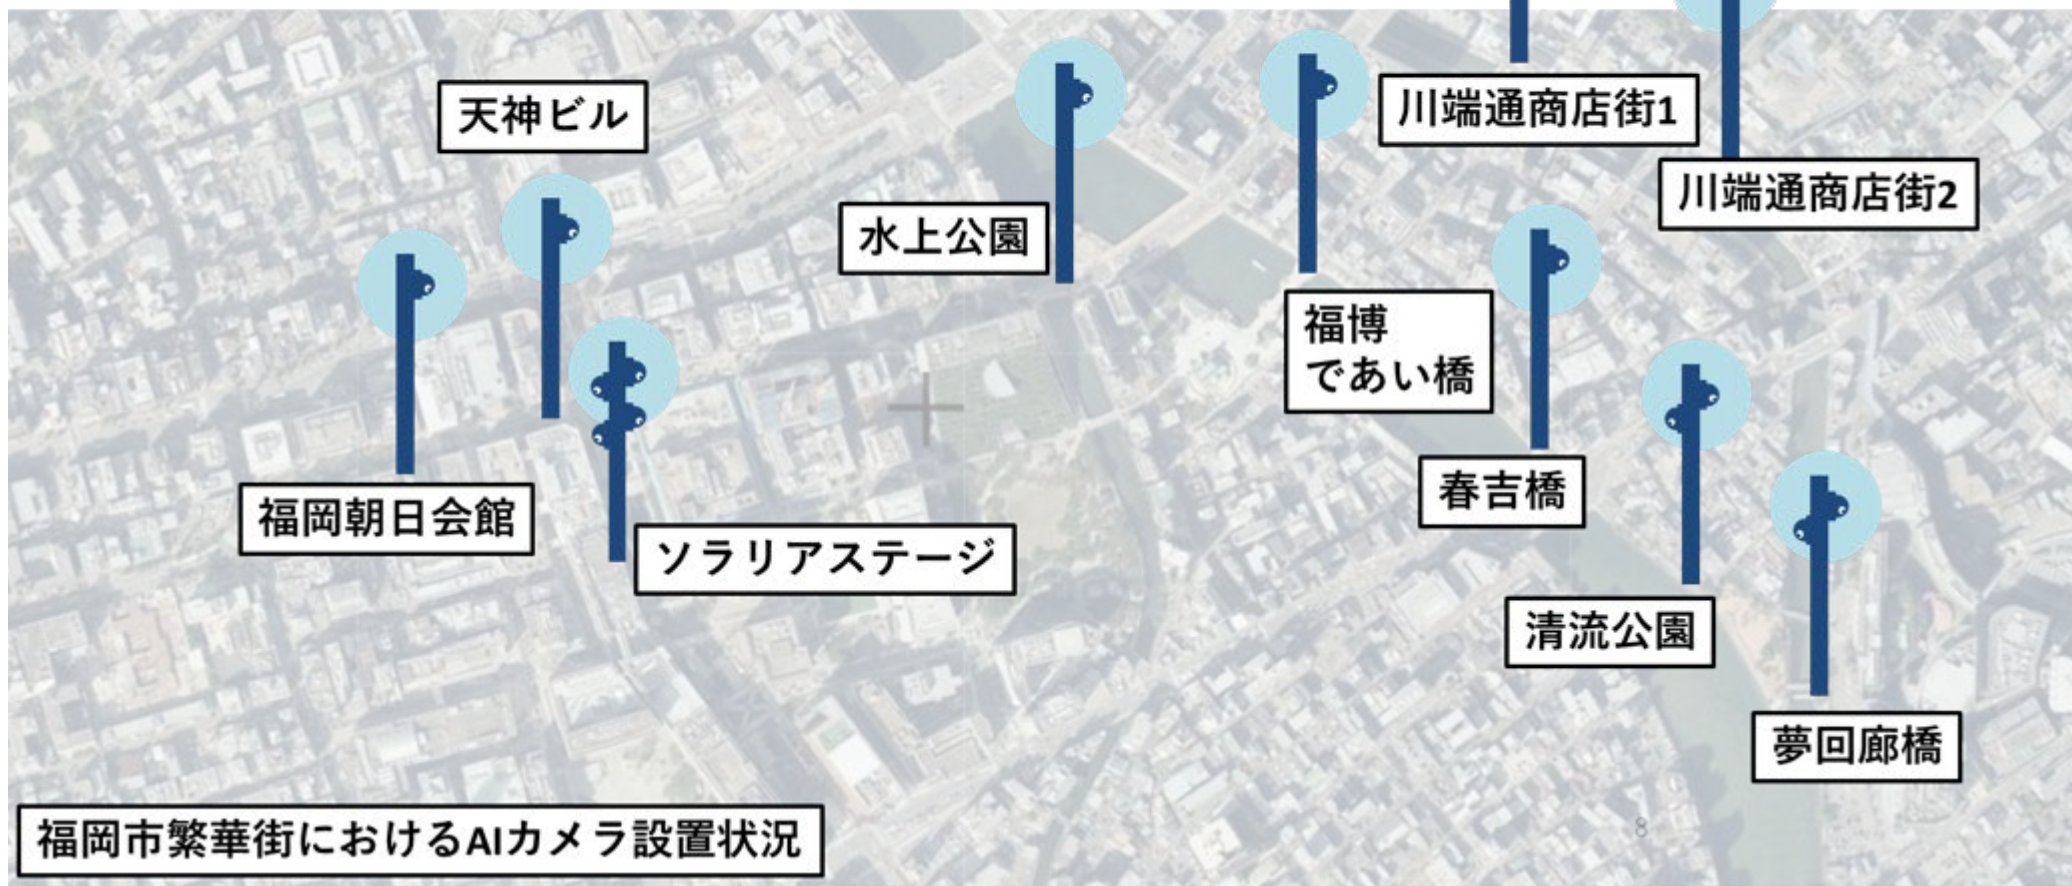 川端通商店街1
天神ビル
川端通商店街2
水上公園
福博
であい橋
春吉橋
福岡朝日会館
ソラリアステージ
清流公園
夢回廊橋
福岡市繁華街におけるAIカメラ設置状況
8